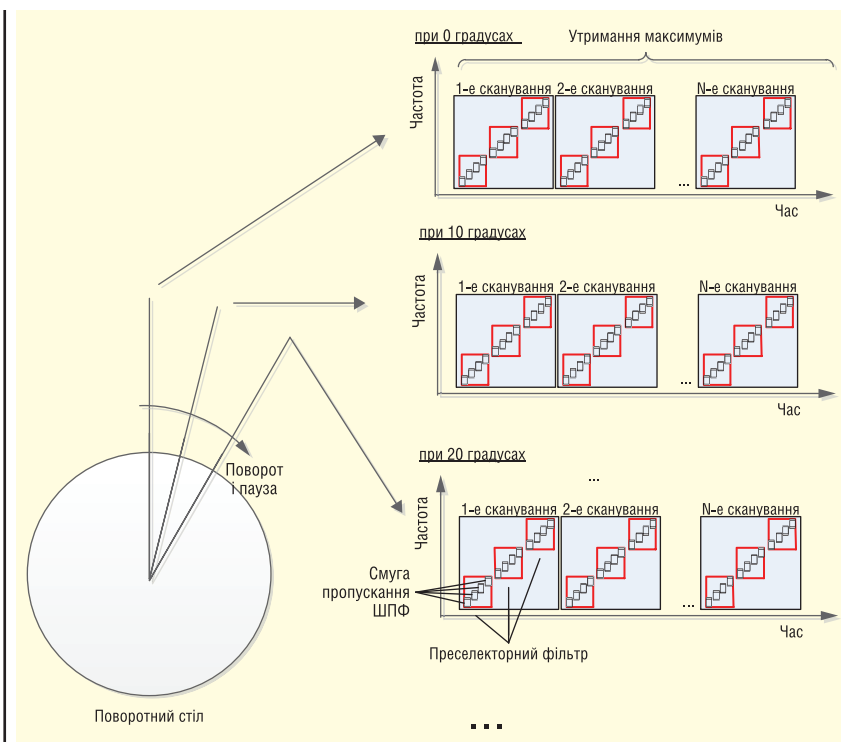 при 0 градусах
Утримання максимумів
Частота
1-е сканування 2-е сканування N-е сканування
...
Час
при 10 градусах
Частота
1-е сканування 2-е сканування N-е сканування
...
Час
при 20 градусах
...
Частота
1-е сканування 2-е сканування N-е сканування
...
Час
Поворот
і пауза
Смуга
пропускання
ШПФ
Преселекторний фільтр
Поворотний стіл
...